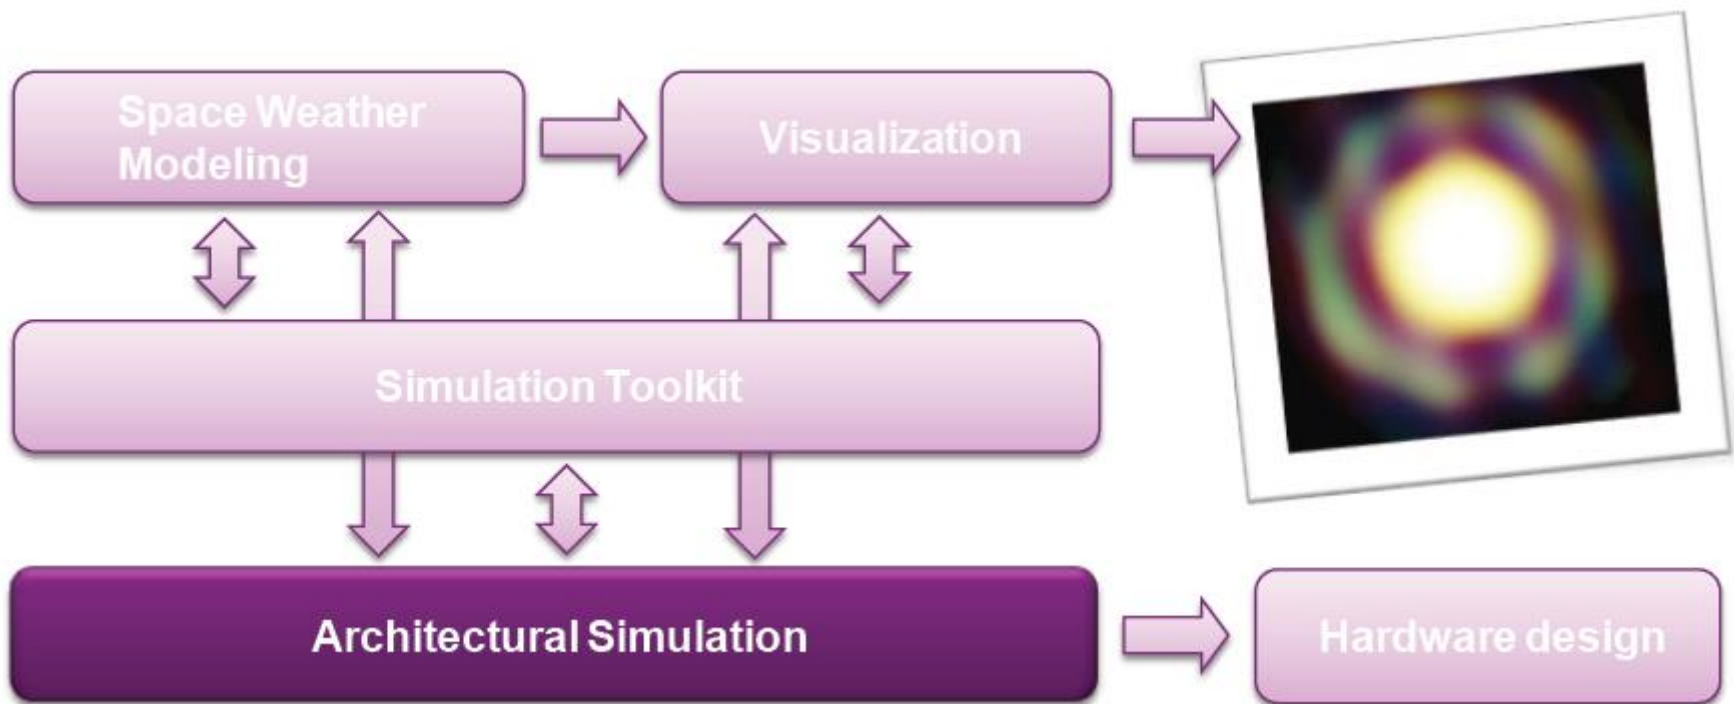 Space Weather
Modeling
Visualization
Simulation Toolkit
Architectural Simulation
Hardware design